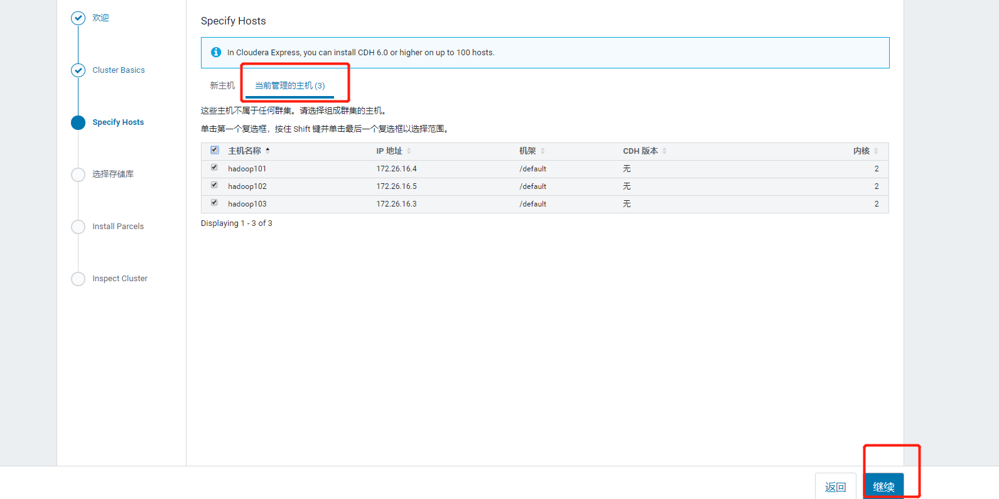 欢迎
Cluster Basics
Specify Hosts
选择存储库
Install Parcels
Inspect Cluster
Specify Hosts
In Cloudera Express, you can install CDH 6.0 or higher on up to 100 hosts.
新主机 当前管理的主机 (3)
这些主机不属于任何群集。请选择组成群集的主机。
单击第一个复选框，按住 Shift 键并单击最后一个复选框以选择范围。
主机名称 IP 地址 机架 CDH 版本 内核
hadoop101 172.26.16.4 /default 无 2
hadoop102 172.26.16.5 /default 无 2
hadoop103 172.26.16.3 /default 无 2
Displaying 1 - 3 of 3
返回 继续